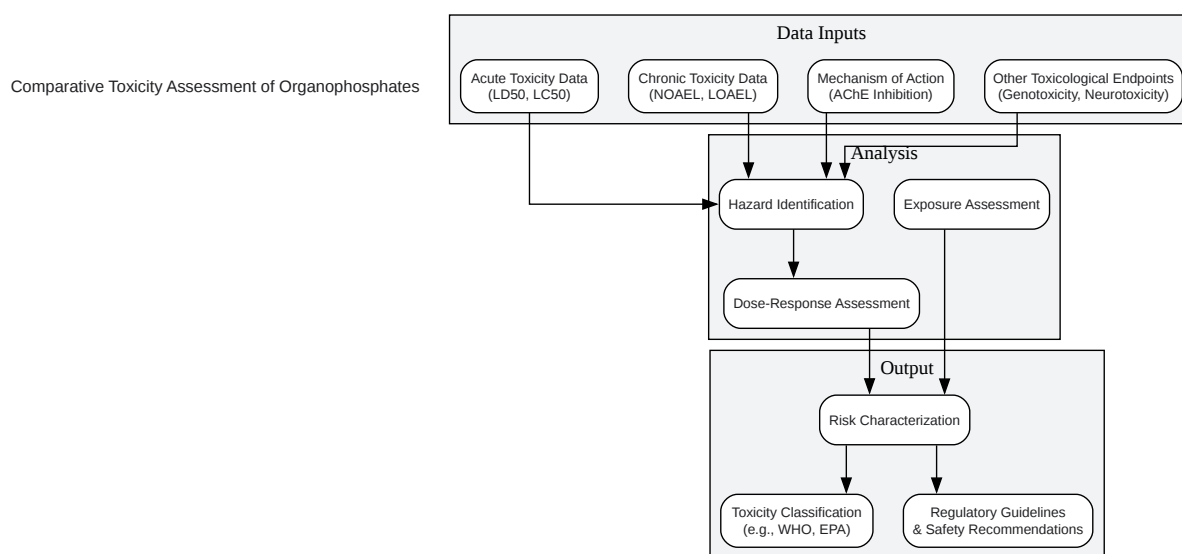 Data Inputs
Comparative Toxicity Assessment of Organophosphates
Acute Toxicity Data
(LD50, LC50)
Chronic Toxicity Data
(NOAEL, LOAEL)
Mechanism of Action
(AChE Inhibition)
Other Toxicological Endpoints
(Genotoxicity, Neurotoxicity)
Analysis
Hazard Identification
Exposure Assessment
Dose-Response Assessment
Output
Risk Characterization
Toxicity Classification
(e.g., WHO, EPA)
Regulatory Guidelines
& Safety Recommendations